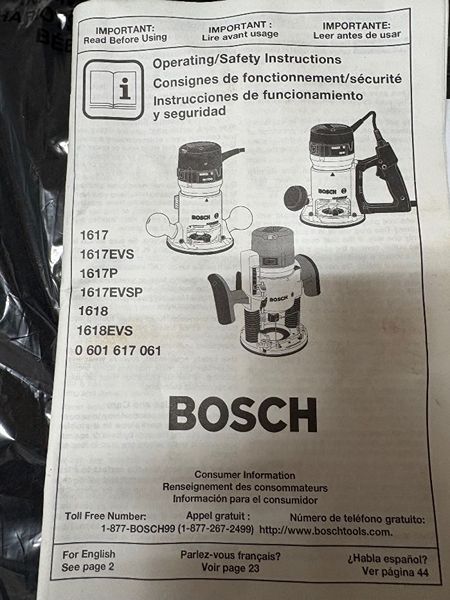 IMPORTANT: IMPORTANT : IMPORTANTE:
Read Before Using Lire avant usage Leer antes de usar
Operating/Safety Instructions
Consignes de fonctionnement/sécurité
Instrucciones de funcionamiento
y seguridad
BOSCH
BOSCH
BOSCH
1617
1617EVS
1617P
1617EVSP
1618
1618EVS
0 601 617 061
BOSCH
Consumer Information
Renseignement des consommateurs
Información para el consumidor
Toll Free Number: Appel gratuit : Número de teléfono gratuito:
1-877-BOSCH99 (1-877-267-2499) http://www.boschtools.com
For English Parlez-vous français? ¿Habla español?
See page 2 Voir page 23 Ver página 44